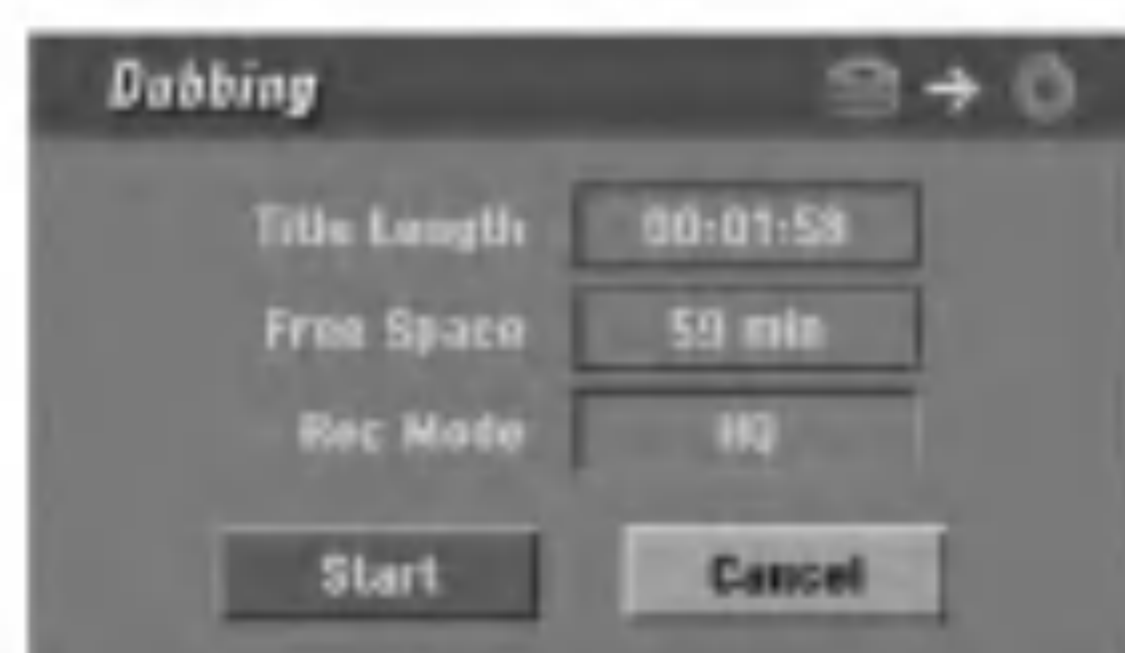 Dubbing
Title Length 00:01:58
Free Space 59 min
Rec Mode HQ
Start Cancel